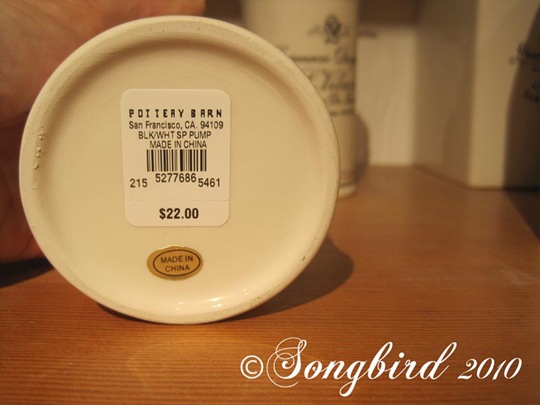 POTTERY BARN
San Francisco, CA. 94109
BLK/WHT SP PUMP
MADE IN CHINA
215 5277686 5461
$22.00
MADE IN
CHINA
©Songbird 2010